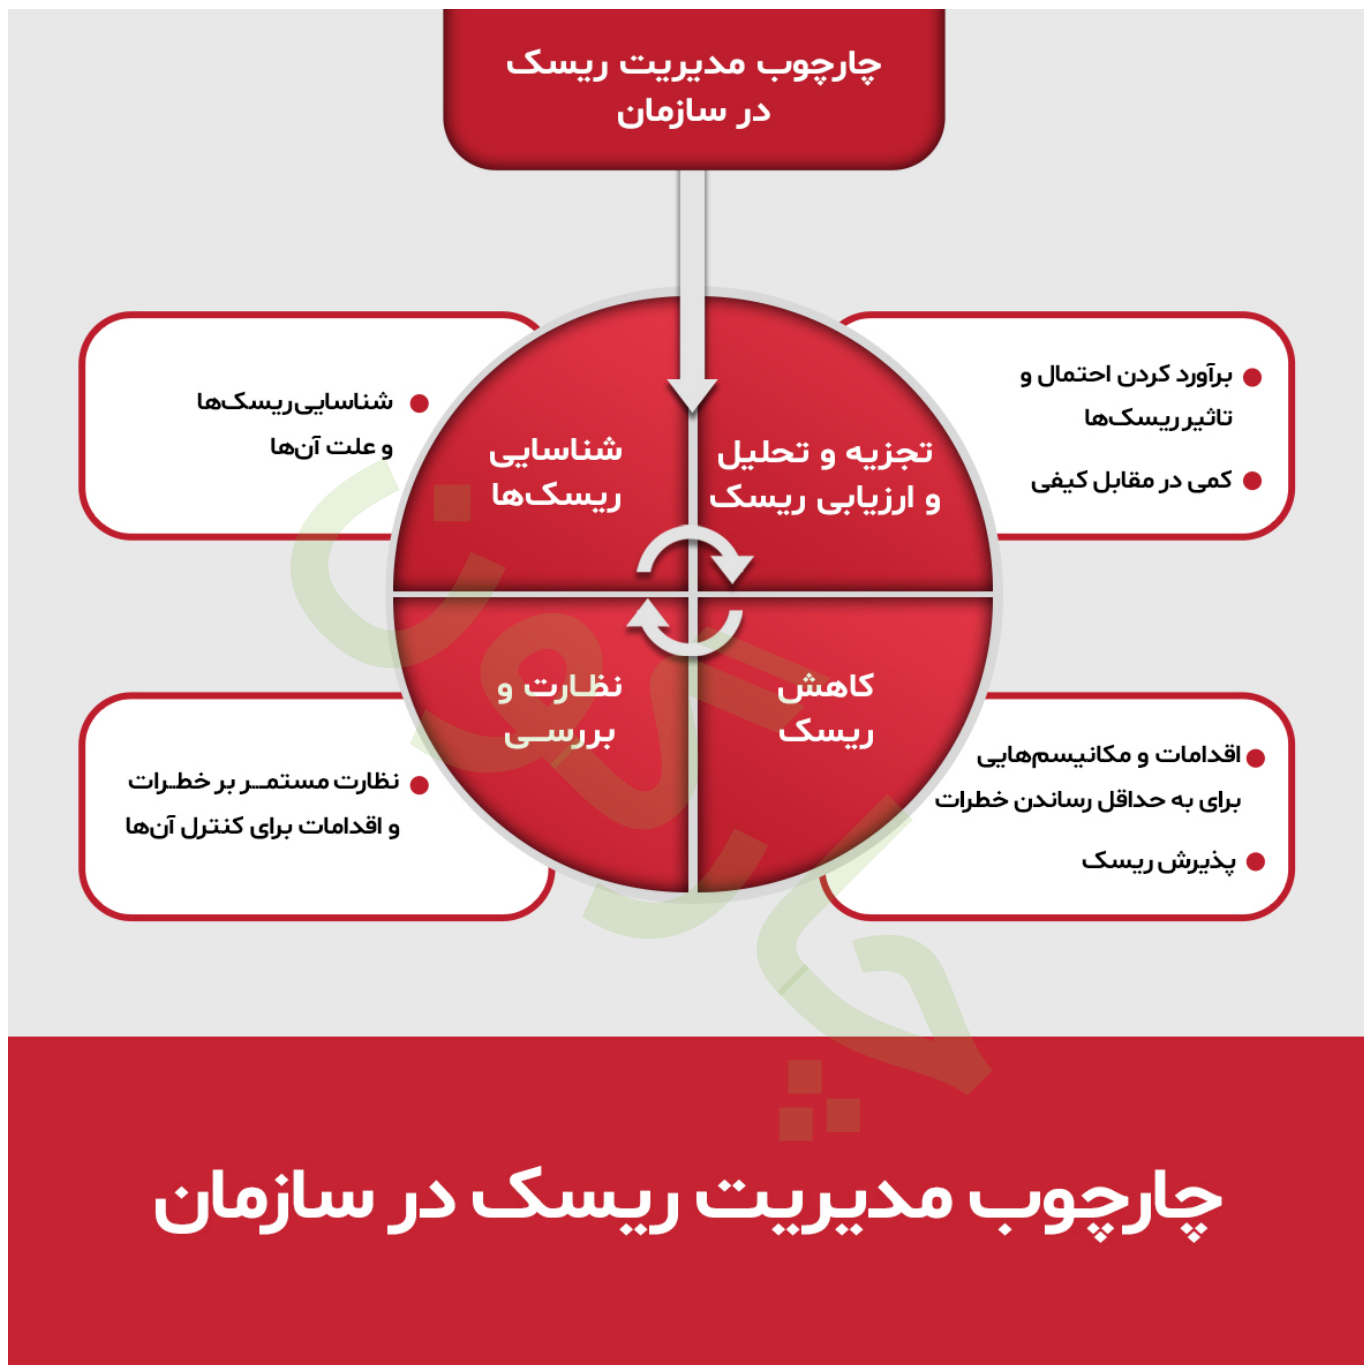 چارچوب مدیریت ریسک
در سازمان
برآورد کردن احتمال و
تاثیر ریسک‌ها
کمی در مقابل کیفی
تجزیه و تحلیل
و ارزیابی ریسک
شناسایی
ریسک‌ها
شناسایی ریسک‌ها
و علت آن‌ها
اقدامات و مکانیسم‌هایی
برای به حداقل رساندن خطرات
پذیرش ریسک
کاهش
ریسک
نظارت و
بررسی
نظارت مستمر بر خطرات
و اقدامات برای کنترل آن‌ها
چارچوب مدیریت ریسک در سازمان
چارگون